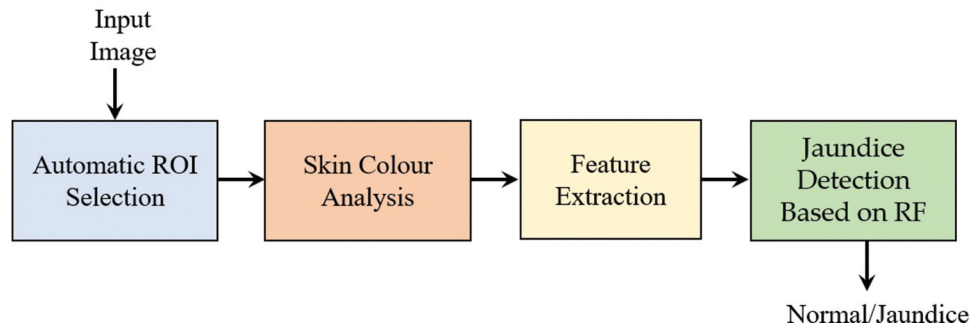 Input
Image
Automatic ROI
Selection
Skin Colour
Analysis
Feature
Extraction
Jaundice
Detection
Based on RF
Normal/Jaundice